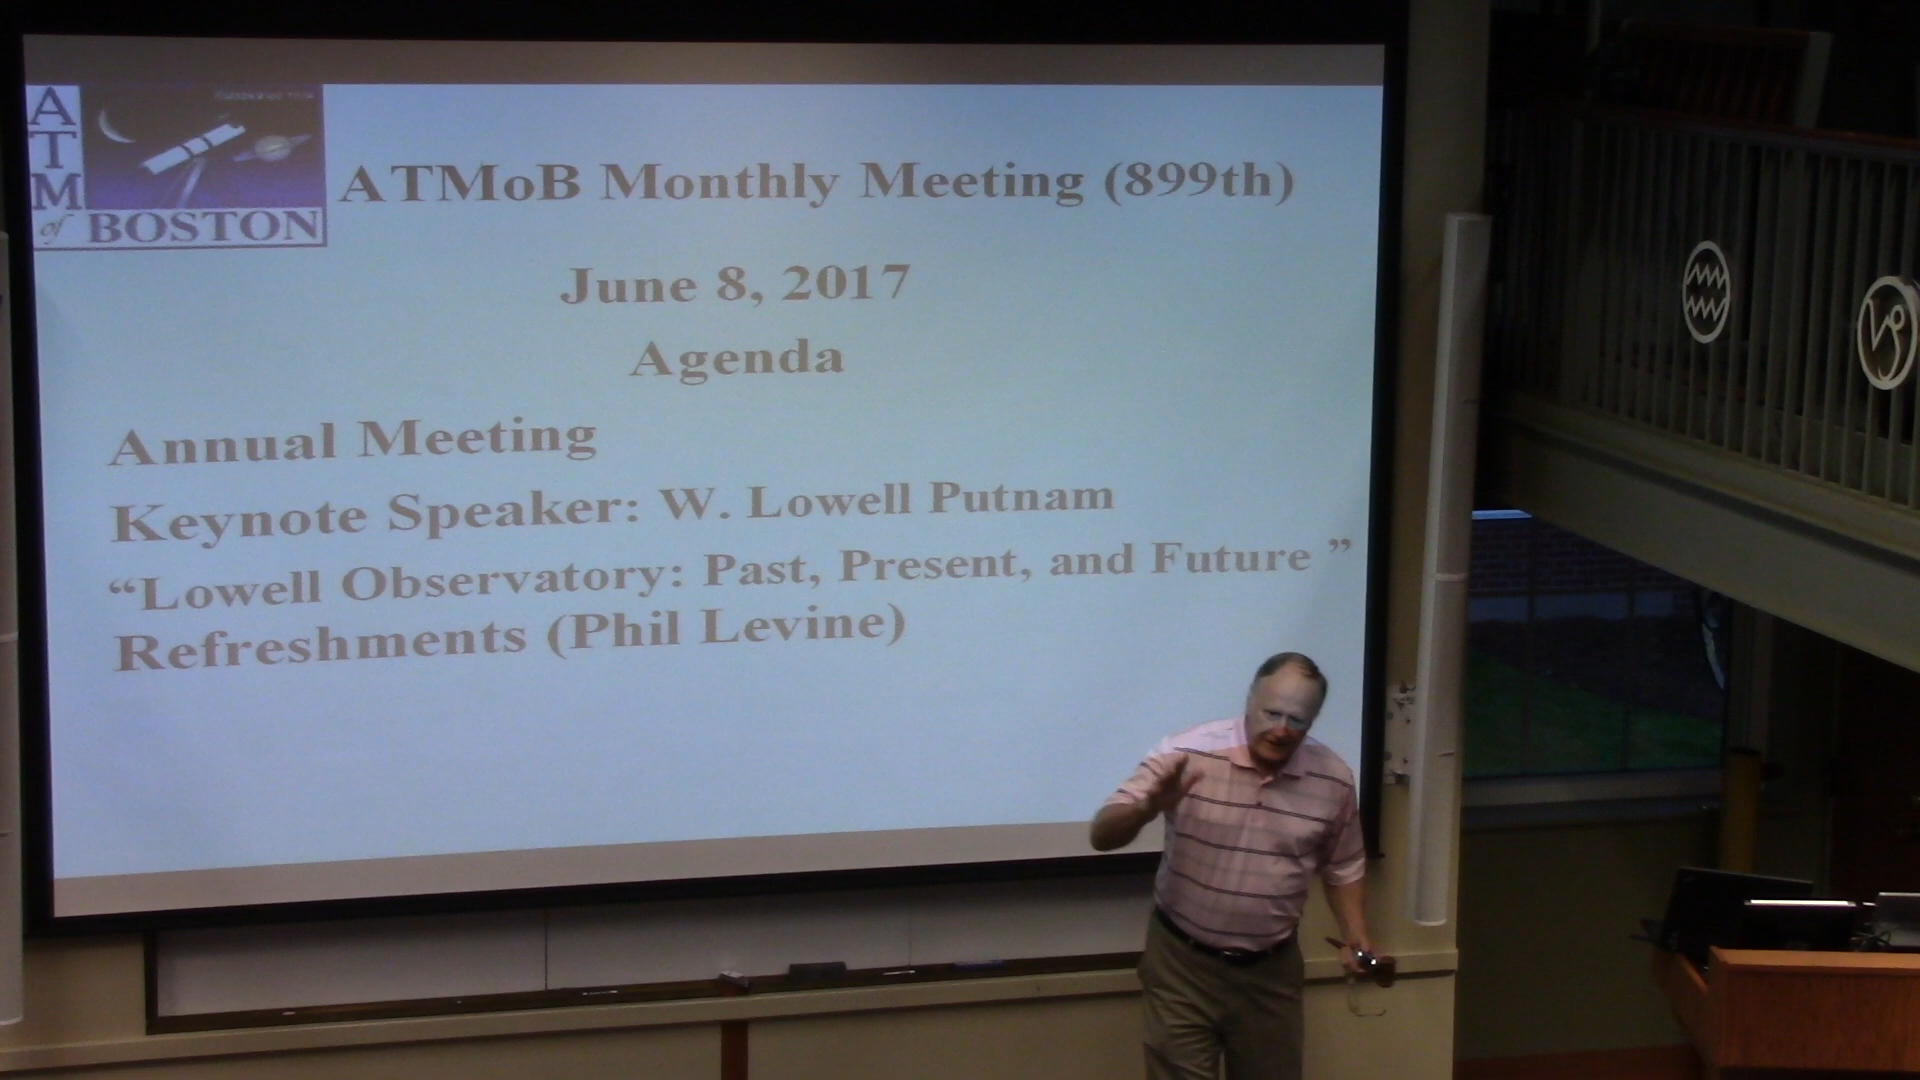 ATM
of BOSTON
ATMoB Monthly Meeting (899th)
June 8, 2017
Agenda
Annual Meeting
Keynote Speaker: W. Lowell Putnam
“Lowell Observatory: Past, Present, and Future ”
Refreshments (Phil Levine)